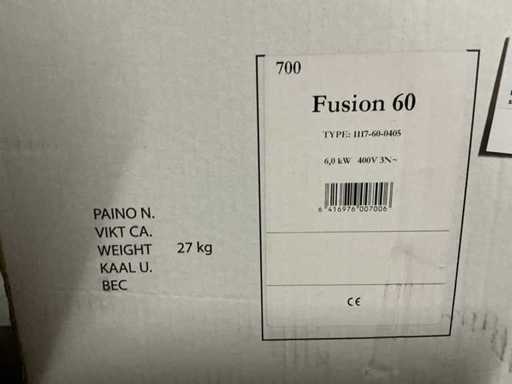 700
Fusion 60
TYPE: 1117-60-0405
6,0 kW 400V 3N~
6 416976 007006
CE
PAINO N.
VIKT CA.
WEIGHT 27 kg
KAAL U.
BEC